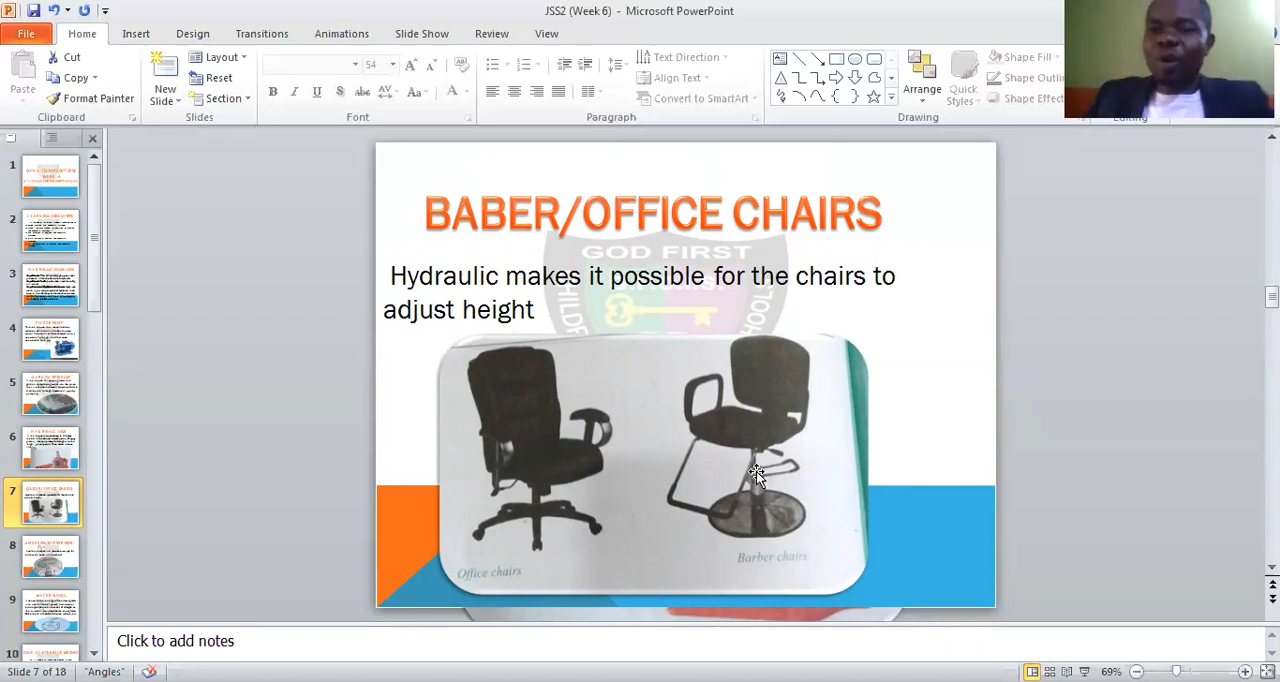 JSS2 (Week 6) - Microsoft PowerPoint
File
Home
Insert
Design
Transitions
Animations
Slide Show
Review
View
Cut
Copy
Format Painter
Paste
Clipboard
New
Slide
Layout
Reset
Section
Slides
54
Font
Text Direction
Align Text
Convert to SmartArt
Paragraph
Arrange
Quick
Styles
Drawing
Shape Fill
Shape Outli
Shape Effect
Editing
1
2
3
4
5
6
7
8
9
10
BABER/OFFICE CHAIRS
GOD FIRST
Hydraulic makes it possible for the chairs to
adjust height
Office chairs
Barber chairs
Click to add notes
Slide 7 of 18
"Angles"
69%